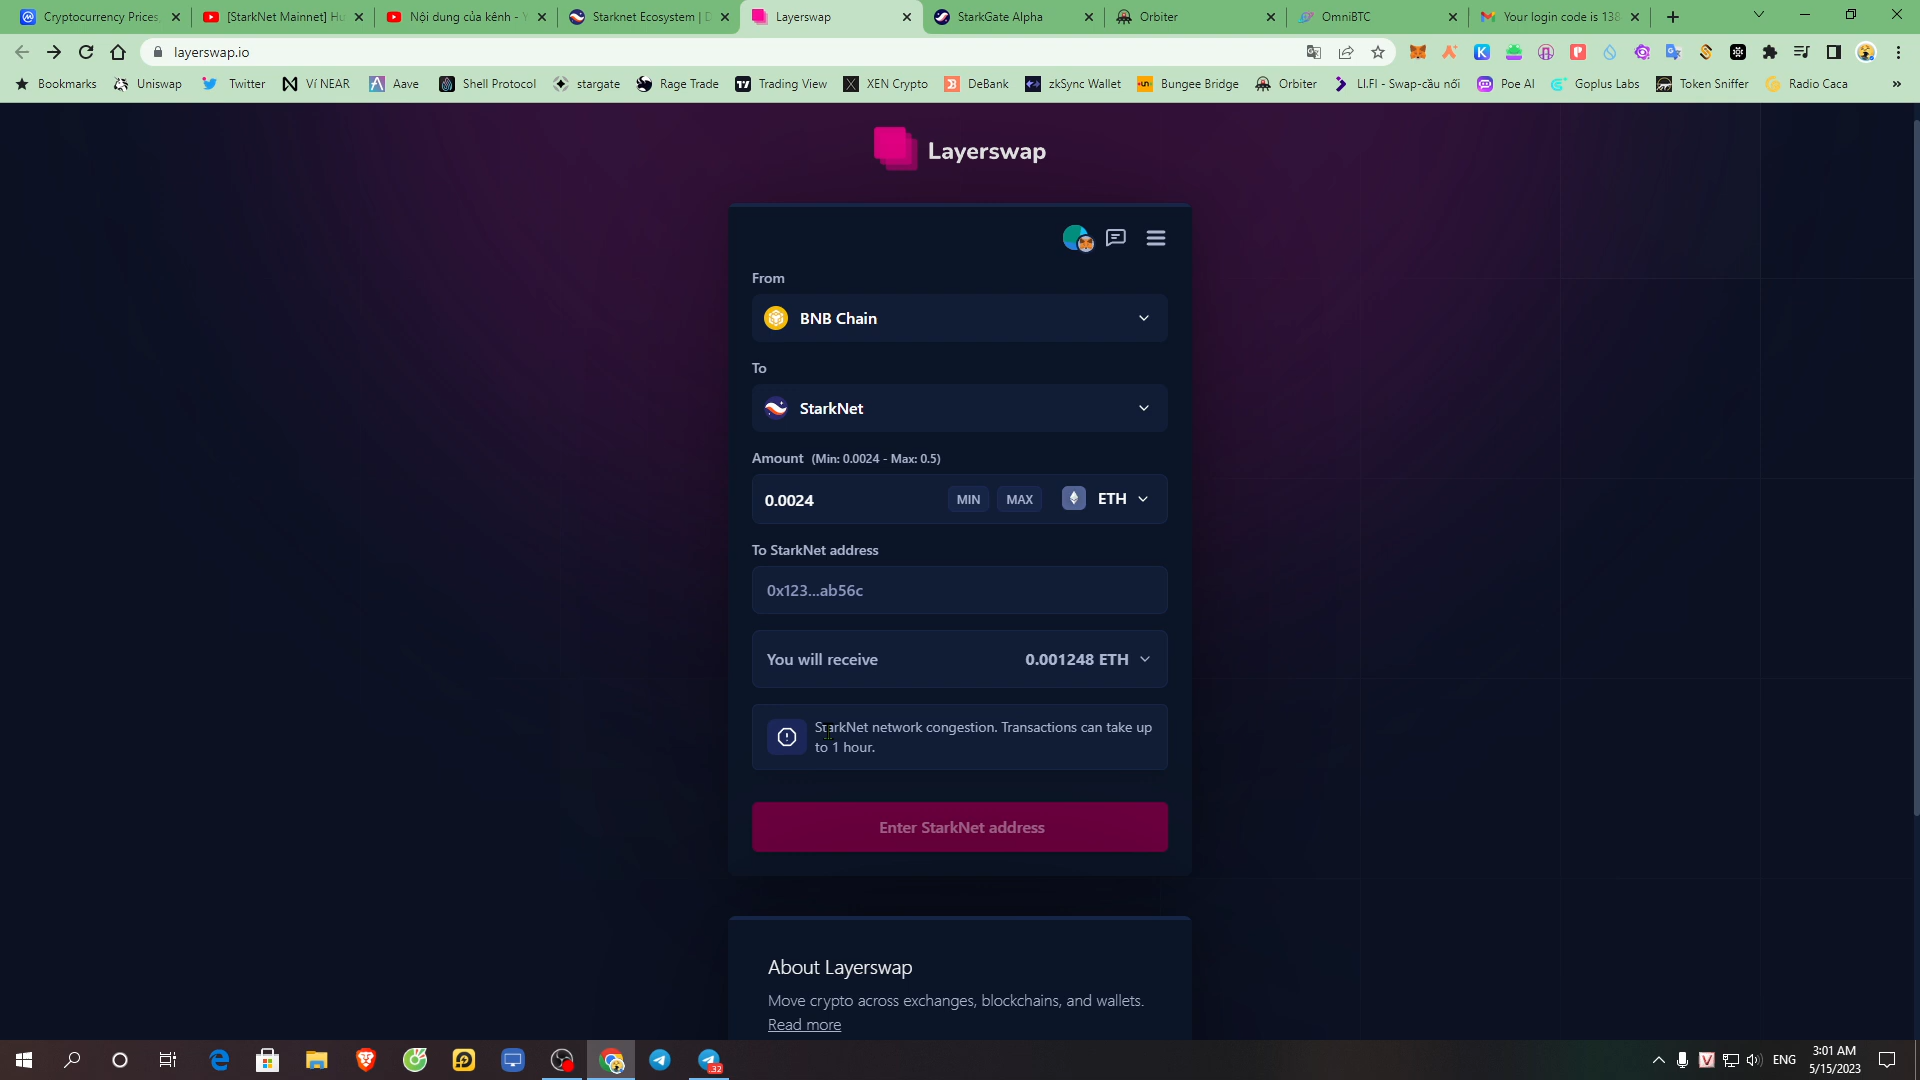 Cryptocurrency Prices
[StarkNet Mainnet] Hu
Nội dung của kênh - Y
Starknet Ecosystem | D
Layerswap
StarkGate Alpha
Orbiter
OmniBTC
Your login code is 138
layerswap.io
Bookmarks
Uniswap
Twitter
Ví NEAR
Aave
Shell Protocol
stargate
Rage Trade
Trading View
XEN Crypto
DeBank
zkSync Wallet
Bungee Bridge
Orbiter
LI.FI - Swap-cầu nối
Poe AI
Goplus Labs
Token Sniffer
Radio Caca
Layerswap
From
BNB Chain
To
StarkNet
Amount (Min: 0.0024 - Max: 0.5)
0.0024
MIN
MAX
ETH
To StarkNet address
0x123...ab56c
You will receive
0.001248 ETH
StarkNet network congestion. Transactions can take up
to 1 hour.
Enter StarkNet address
About Layerswap
Move crypto across exchanges, blockchains, and wallets.
Read more
32
ENG
3:01 AM
5/15/2023